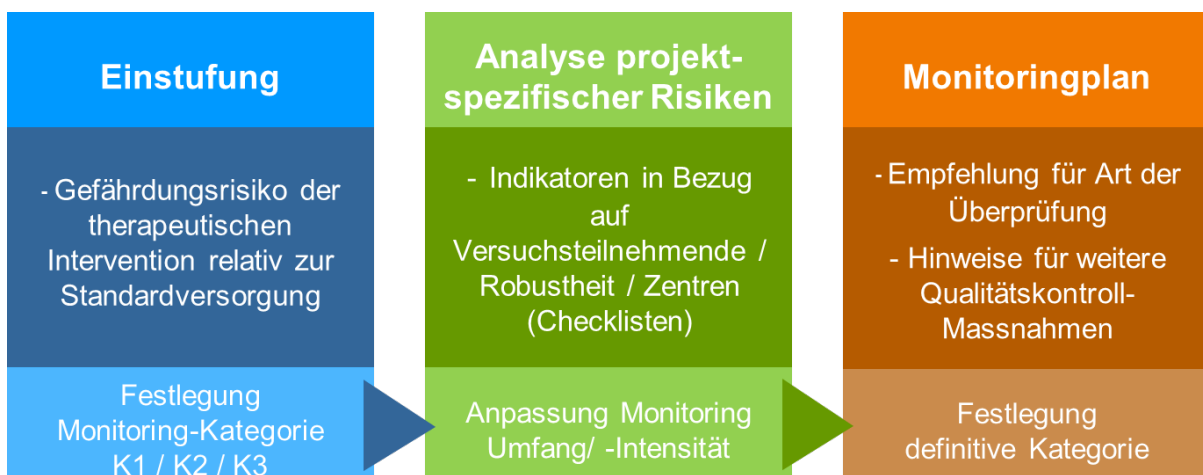 Einstufung
- Gefährdungsrisiko der
therapeutischen
Intervention relativ zur
Standardversorgung
Festlegung
Monitoring-Kategorie
K1 / K2 / K3
Analyse projekt-
spezifischer Risiken
- Indikatoren in Bezug
auf
Versuchsteilnehmende /
Robustheit / Zentren
(Checklisten)
Anpassung Monitoring
Umfang/ -Intensität
Monitoringplan
- Empfehlung für Art der
Überprüfung
- Hinweise für weitere
Qualitätskontroll-
Massnahmen
Festlegung
definitive Kategorie